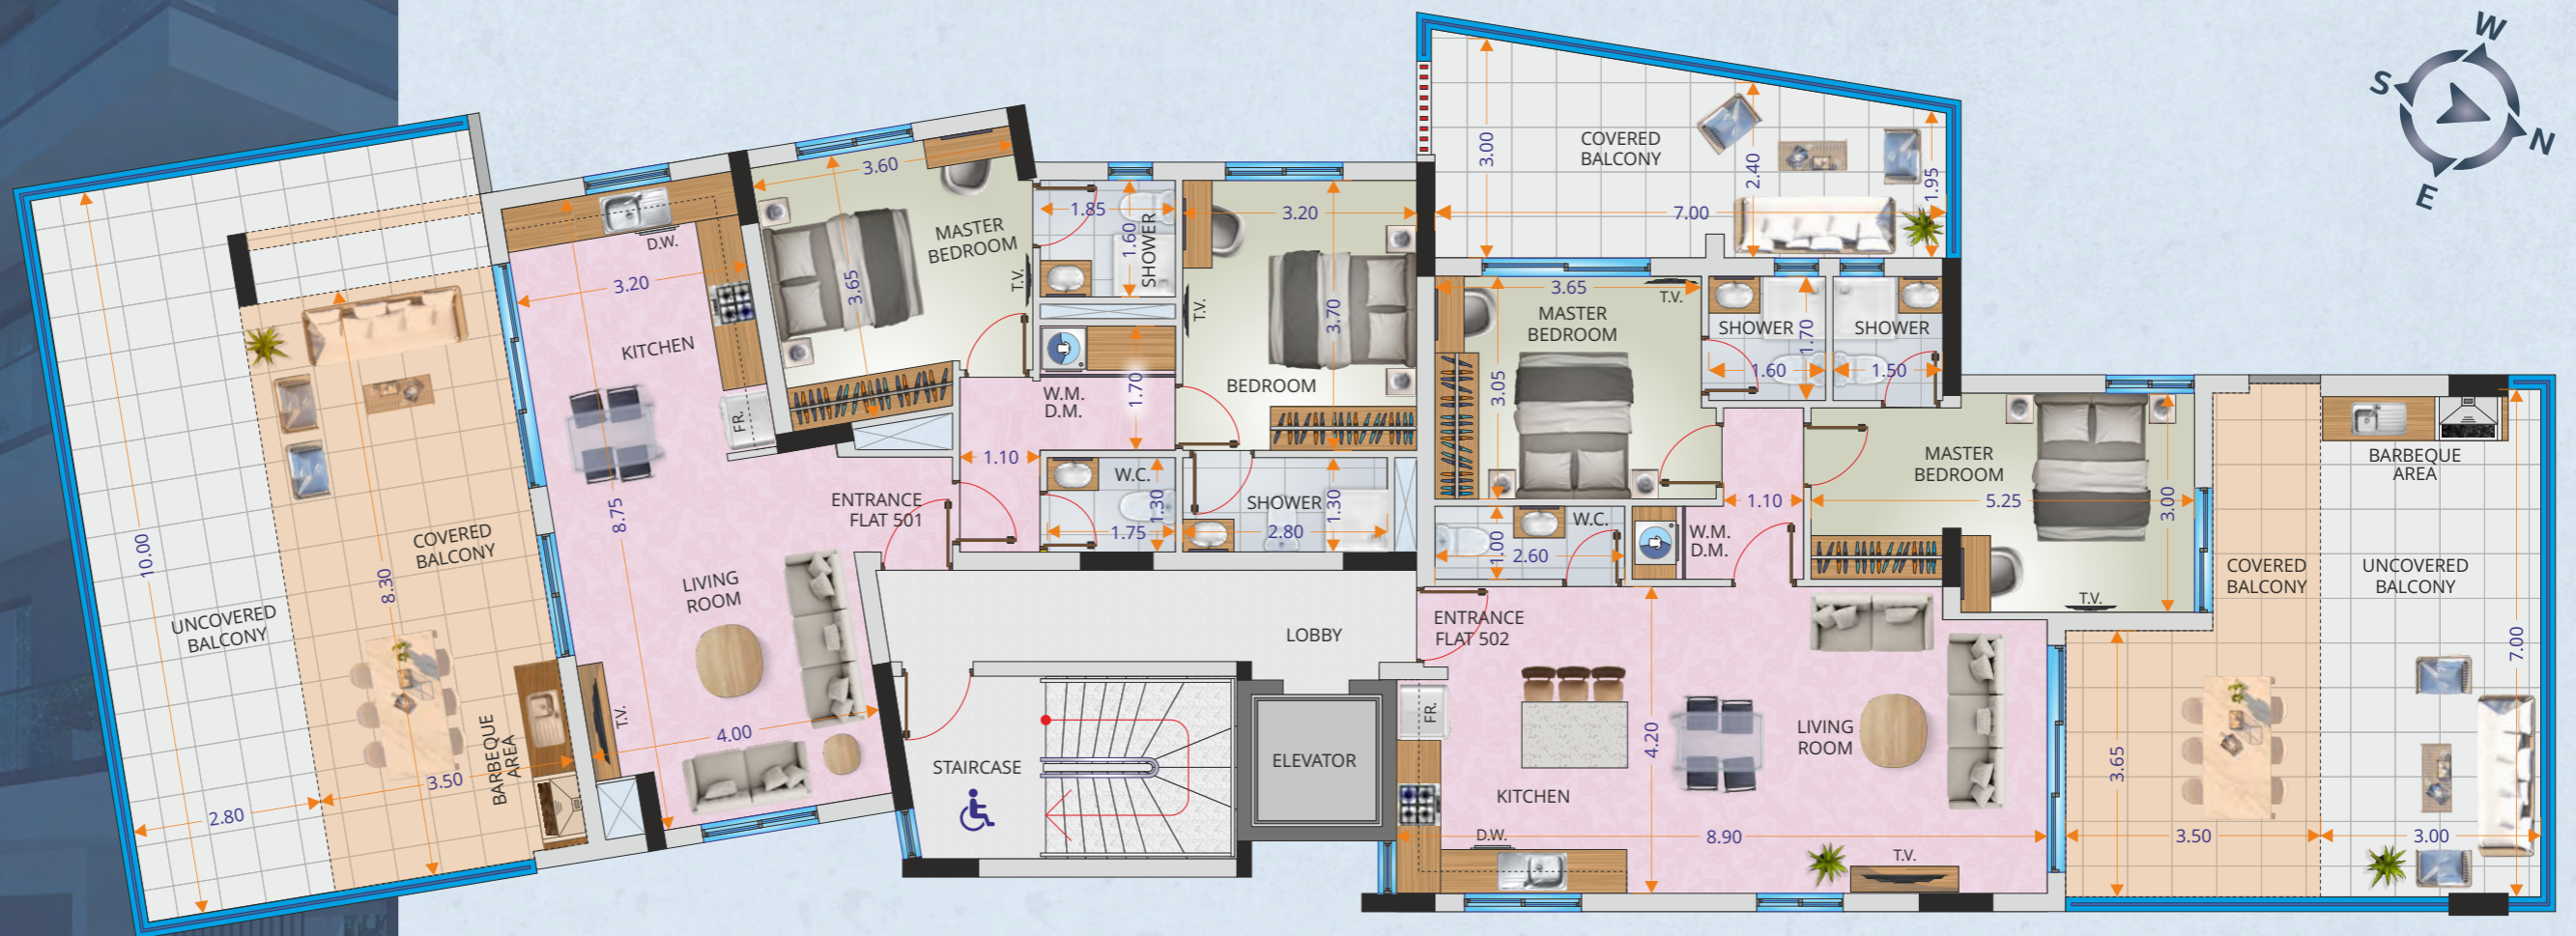 W
S
N
E
3.00
COVERED
BALCONY
2.40
1.95
7.00
3.60
MASTER
BEDROOM
T.V.
3.65
1.85
1.60
SHOWER
3.20
T.V.
3.70
BEDROOM
D.W.
3.20
KITCHEN
FR.
8.75
W.M.
D.M.
1.70
1.10
W.C.
1.30
1.75
SHOWER
1.30
2.80
ENTRANCE
FLAT 501
LIVING
ROOM
T.V.
4.00
10.00
UNCOVERED
BALCONY
COVERED
BALCONY
8.30
BARBEQUE
AREA
3.50
2.80
3.65
T.V.
MASTER
BEDROOM
3.05
SHOWER
1.70
1.60
SHOWER
1.50
W.C.
1.00
2.60
W.M.
D.M.
1.10
MASTER
BEDROOM
5.25
3.00
T.V.
BARBEQUE
AREA
COVERED
BALCONY
UNCOVERED
BALCONY
7.00
3.65
3.50
3.00
LOBBY
ENTRANCE
FLAT 502
STAIRCASE
ELEVATOR
FR.
KITCHEN
D.W.
4.20
LIVING
ROOM
8.90
T.V.